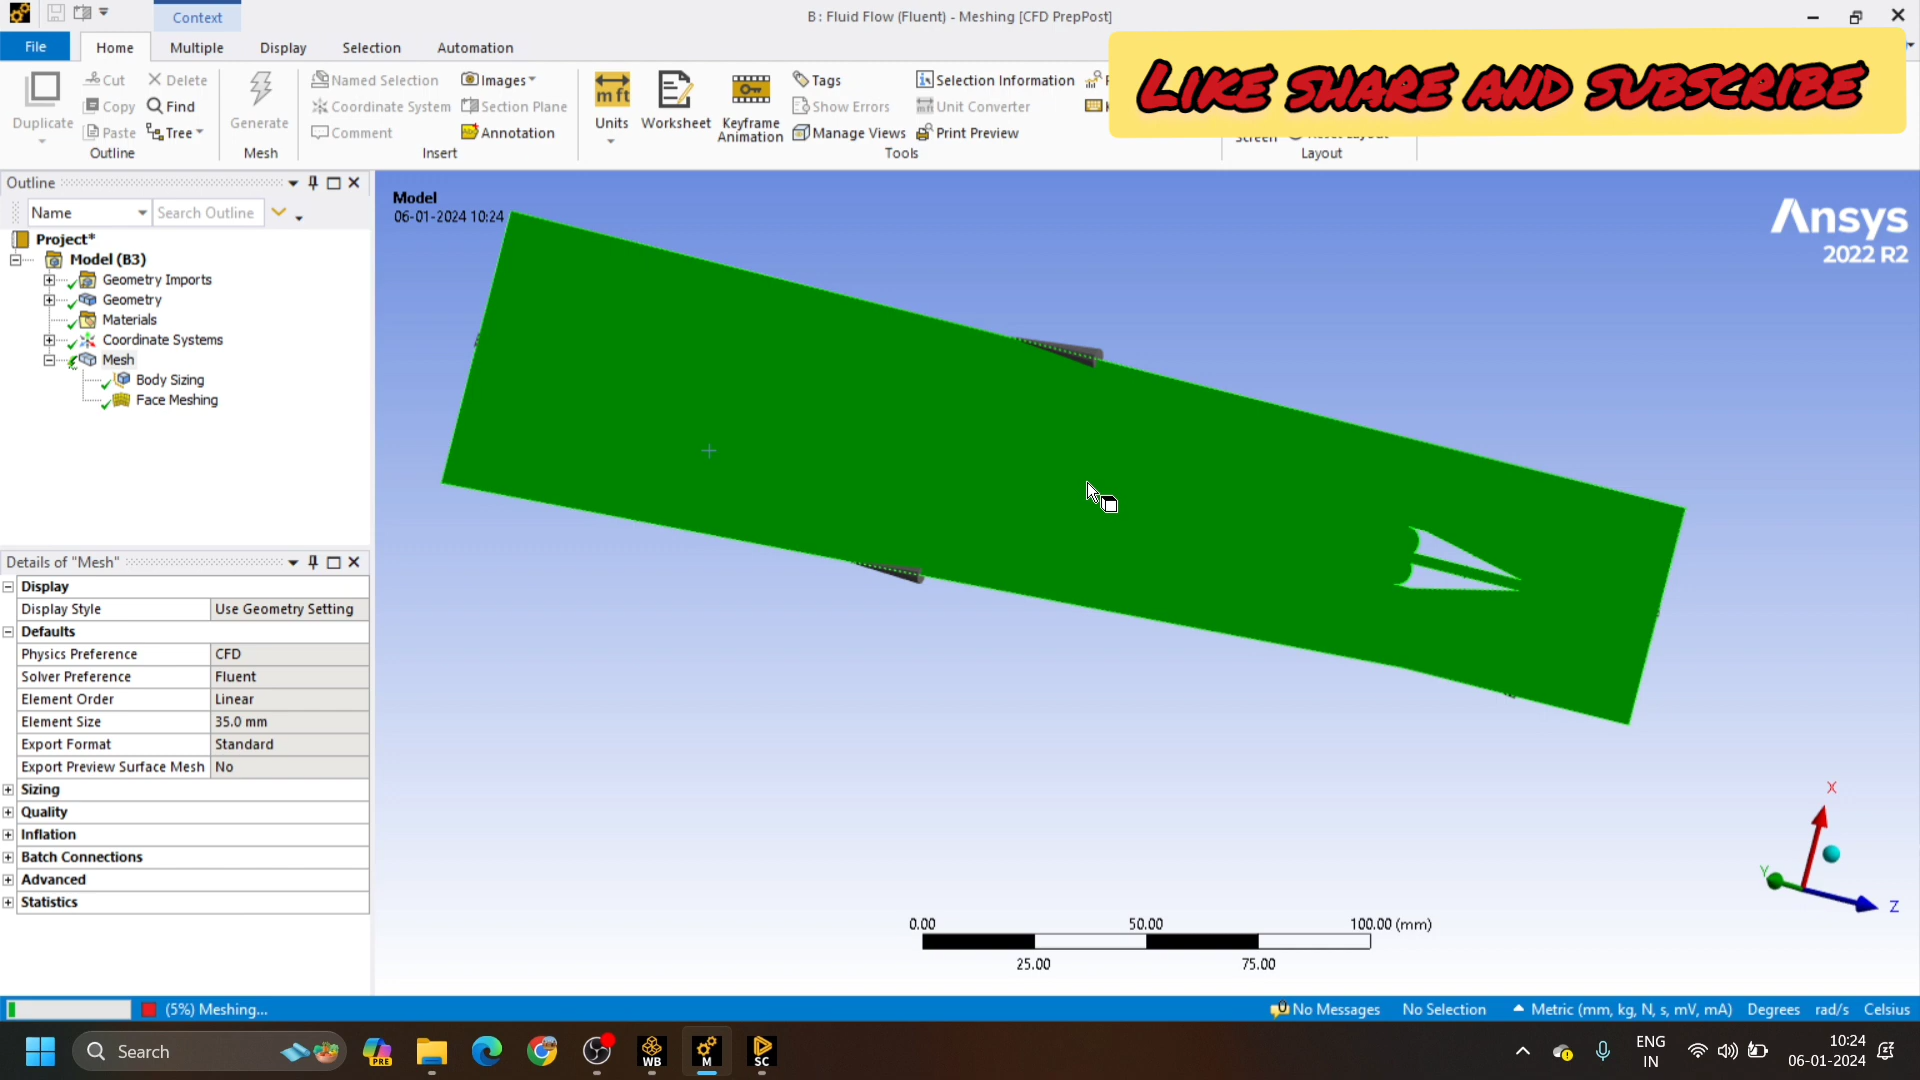 Context
B : Fluid Flow (Fluent) - Meshing [CFD PrepPost]
File
Home
Multiple
Display
Selection
Automation
LIKE SHARE AND SUBSCRIBE
Duplicate
Cut
Copy
Paste
Delete
Find
Tree
Outline
Generate
Mesh
Named Selection
Coordinate System
Comment
Images
Section Plane
Annotation
Insert
m ft
Units
Worksheet
Keyframe
Animation
Tags
Show Errors
Manage Views
Selection Information
Unit Converter
Print Preview
Tools
Layout
Outline
Name
Search Outline
Project*
Model (B3)
Geometry Imports
Geometry
Materials
Coordinate Systems
Mesh
Body Sizing
Face Meshing
Details of "Mesh"
Display
Display Style Use Geometry Setting
Defaults
Physics Preference CFD
Solver Preference Fluent
Element Order Linear
Element Size 35.0 mm
Export Format Standard
Export Preview Surface Mesh No
Sizing
Quality
Inflation
Batch Connections
Advanced
Statistics
Model
06-01-2024 10:24
Ansys
2022 R2
X
Y
Z
0.00 50.00 100.00 (mm)
25.00 75.00
(5%) Meshing...
No Messages
No Selection
Metric (mm, kg, N, s, mV, mA)
Degrees
rad/s
Celsius
Search
PRE
WB
M
SC
ENG
IN
10:24
06-01-2024